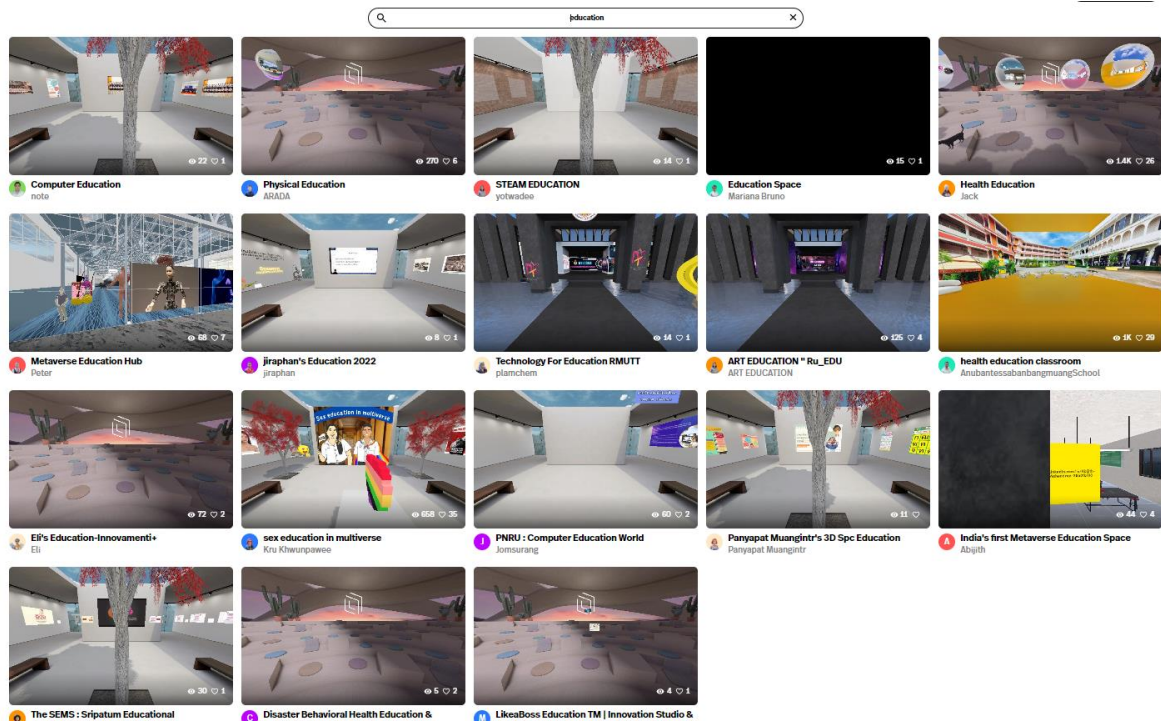 education
22 1
Computer Education
note
270 6
Physical Education
ARADA
14 1
STEAM EDUCATION
yotwadee
15 1
Education Space
Mariana Bruno
1.4K 26
Health Education
Jack
68 7
Metaverse Education Hub
Peter
8 1
jiraphan's Education 2022
jiraphan
14 1
Technology For Education RMUTT
plamchem
125 4
ART EDUCATION " Ru_EDU
ART EDUCATION
1K 29
health education classroom
AnubantessabanbangmuangSchool
72 2
Eli's Education-Innovamenti+
Eli
Sex education in multiverse
658 35
sex education in multiverse
Kru Khwunpawee
60 2
J
PNRU : Computer Education World
Jomsurang
11
Panyapat Muangintr's 3D Spc Education
Panyapat Muangintr
44 4
A
India's first Metaverse Education Space
Abijith
30 1
The SEMS : Sripatum Educational
5 2
C
Disaster Behavioral Health Education &
4 1
M
LikeaBoss Education TM | Innovation Studio &